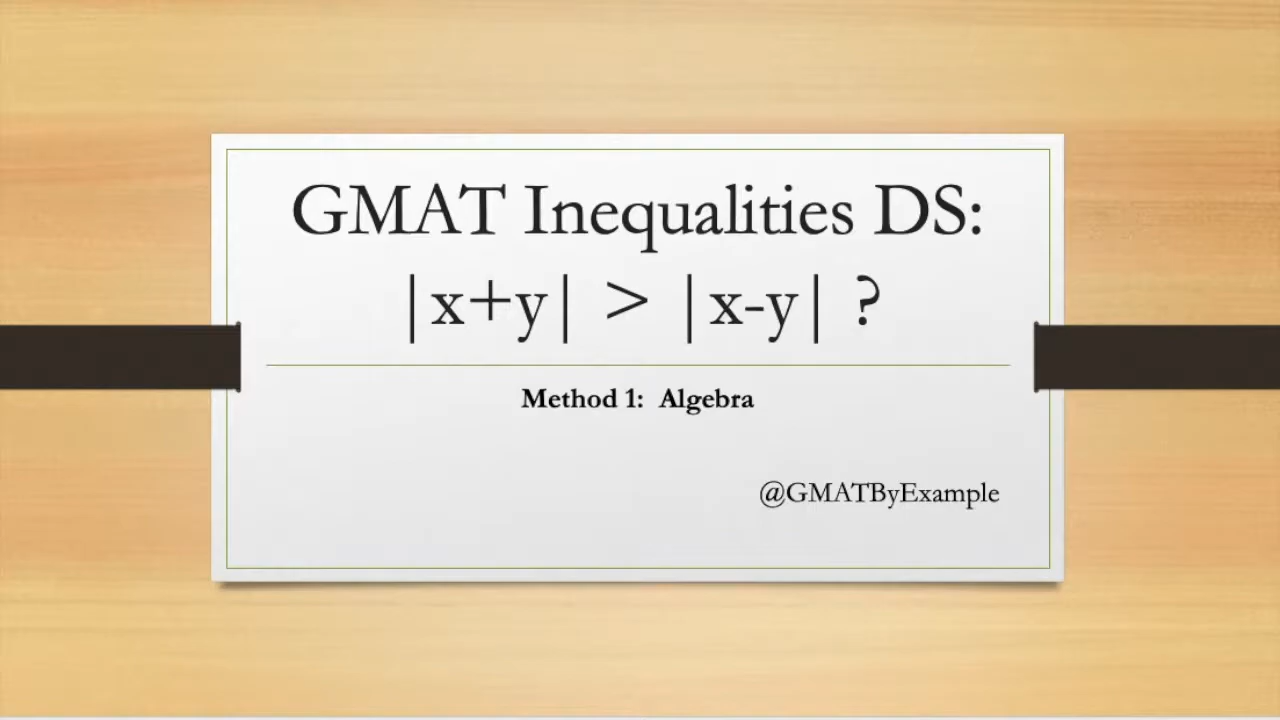 GMAT Inequalities DS:
|x+y| > |x-y| ?
Method 1: Algebra
@GMATByExample